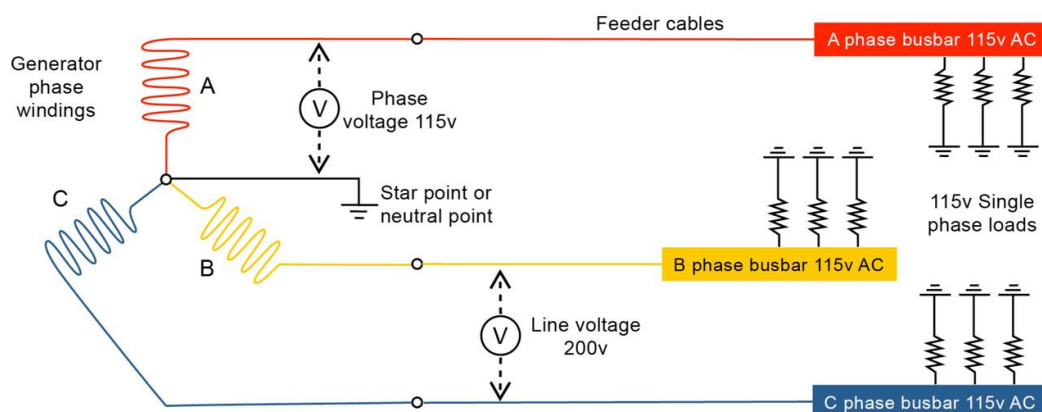 Feeder cables
A phase busbar 115v AC
Generator
phase
windings
A
V
Phase
voltage 115v
C
Star point or
neutral point
115v Single
phase loads
B
B phase busbar 115v AC
V
Line voltage
200v
C phase busbar 115v AC